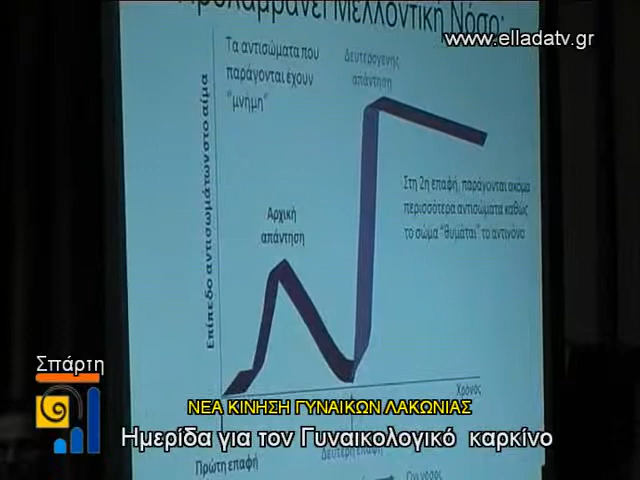 Προλαμβάνει Μελλοντική Νόσο;
www.elladatv.gr
Τα αντισώματα που
παράγονται έχουν
"μνήμη"
Δευτερογενης
απάντηση
Επίπεδο αντισωμάτων στο αίμα
Στη 2η επαφή, παράγονται ακόμα
περισσότερα αντισώματα καθώς
το σώμα "θυμάται" το αντιγόνο
Αρχική
απάντηση
Χρόνος
Σπάρτη
ΝΕΑ ΚΙΝΗΣΗ ΓΥΝΑΙΚΩΝ ΛΑΚΩΝΙΑΣ
Ημερίδα για τον Γυναικολογικό καρκίνο
Πρώτη επαφή
Δεύτερη επαφή